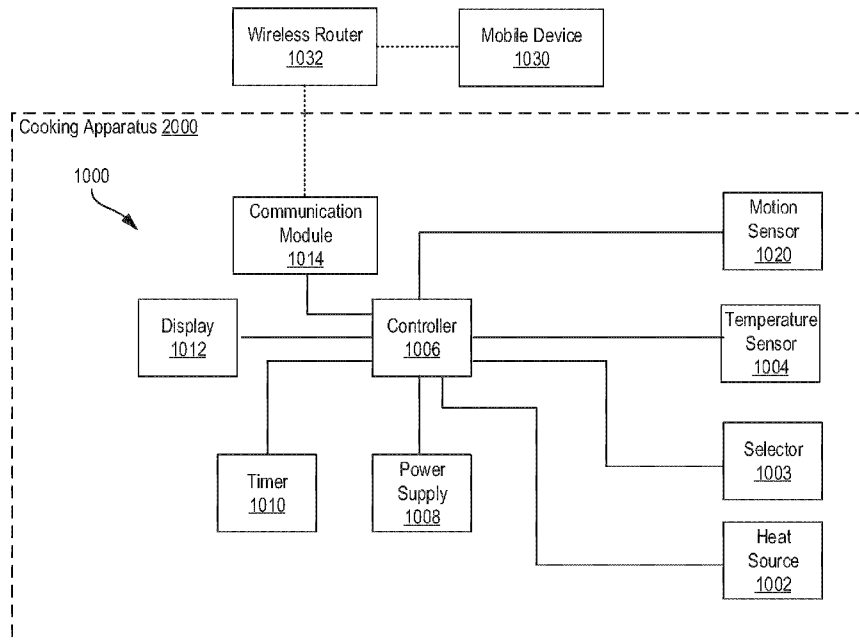 Wireless Router
1032
Mobile Device
1030
Cooking Apparatus 2000
1000
Communication
Module
1014
Motion
Sensor
1020
Display
1012
Controller
1006
Temperature
Sensor
1004
Timer
1010
Power
Supply
1008
Selector
1003
Heat
Source
1002